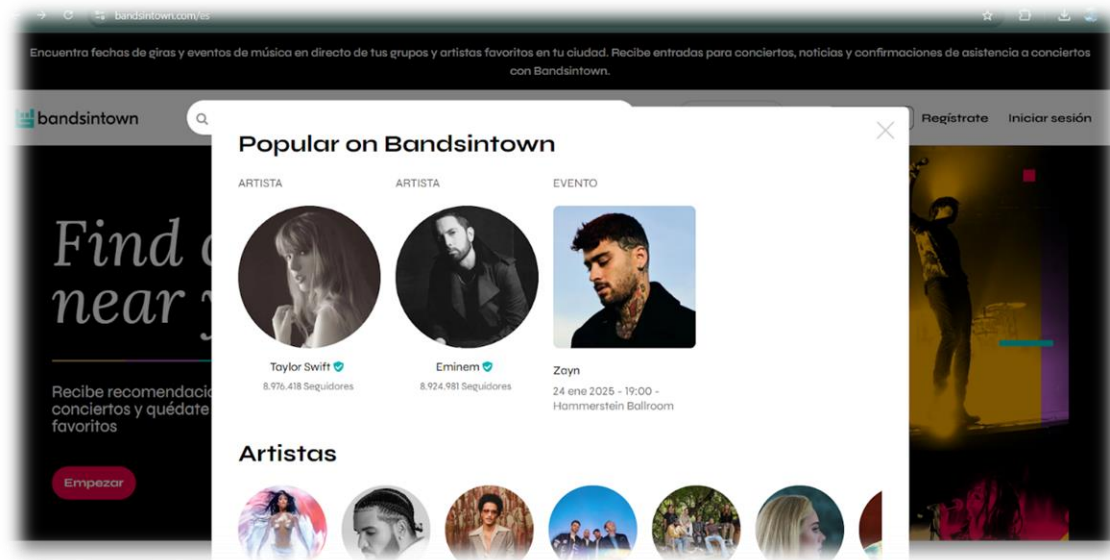 bandsintown.com/es
Encuentra fechas de giras y eventos de música en directo de tus grupos y artistas favoritos en tu ciudad. Recibe entradas para conciertos, noticias y confirmaciones de asistencia a conciertos
con Bandsintown.
bandsintown
Regístrate Iniciar sesión
Popular on Bandsintown
ARTISTA ARTISTA EVENTO
Find
near
Taylor Swift Eminem Zayn
8.976.418 Seguidores 8.924.981 Seguidores 24 ene 2025 - 19:00 -
Hammerstein Ballroom
Recibe
conciertos y quédate
favoritos
Artistas
Empezar